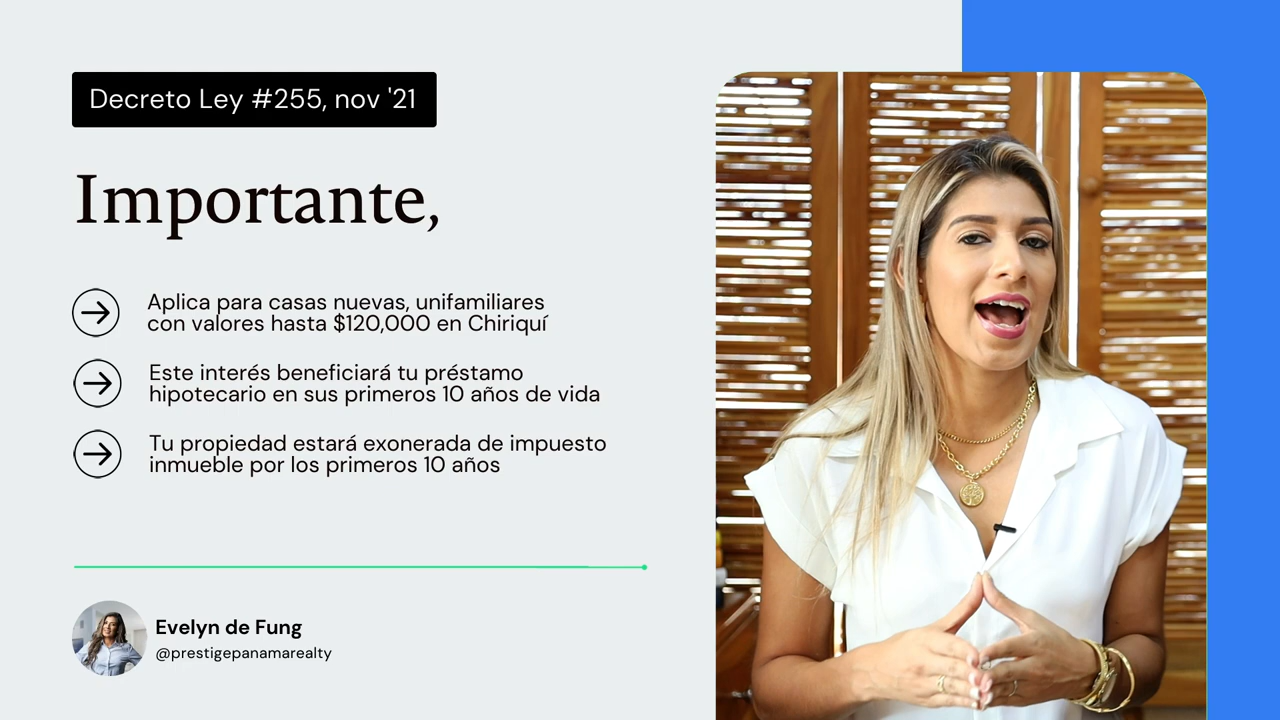 Decreto Ley #255, nov '21
Importante,
Aplica para casas nuevas, unifamiliares
con valores hasta $120,000 en Chiriquí
Este interés beneficiará tu préstamo
hipotecario en sus primeros 10 años de vida
Tu propiedad estará exonerada de impuesto
inmueble por los primeros 10 años
Evelyn de Fung
@prestigepanamarealty